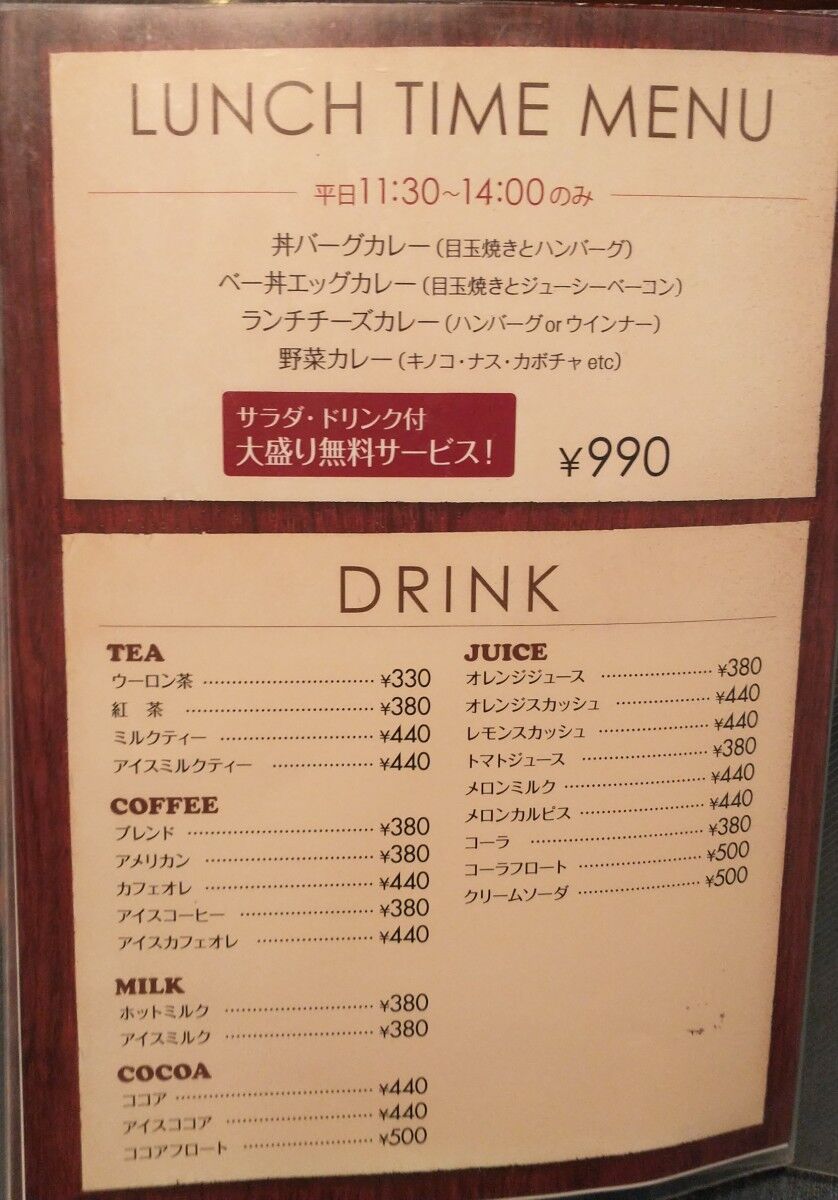 LUNCH TIME MENU
平日11:30~14:00のみ
丼バーグカレー(目玉焼きとハンバーグ)
ベー丼エッグカレー(目玉焼きとジューシーベーコン)
ランチチーズカレー(ハンバーグorウインナー)
野菜カレー(キノコ・ナス・カボチャ etc)
サラダ・ドリンク付
大盛り無料サービス!
¥990
DRINK
TEA
ウーロン茶 ¥330
紅 茶 ¥380
ミルクティー ¥440
アイスミルクティー ¥440
COFFEE
ブレンド ¥380
アメリカン ¥380
カフェオレ ¥440
アイスコーヒー ¥380
アイスカフェオレ ¥440
MILK
ホットミルク ¥380
アイスミルク ¥380
COCOA
ココア ¥440
アイスココア ¥440
ココアフロート ¥500
JUICE
オレンジジュース ¥380
オレンジスカッシュ ¥440
レモンスカッシュ ¥440
トマトジュース ¥380
メロンミルク ¥440
メロンカルピス ¥440
コーラ ¥380
コーラフロート ¥500
クリームソーダ ¥500